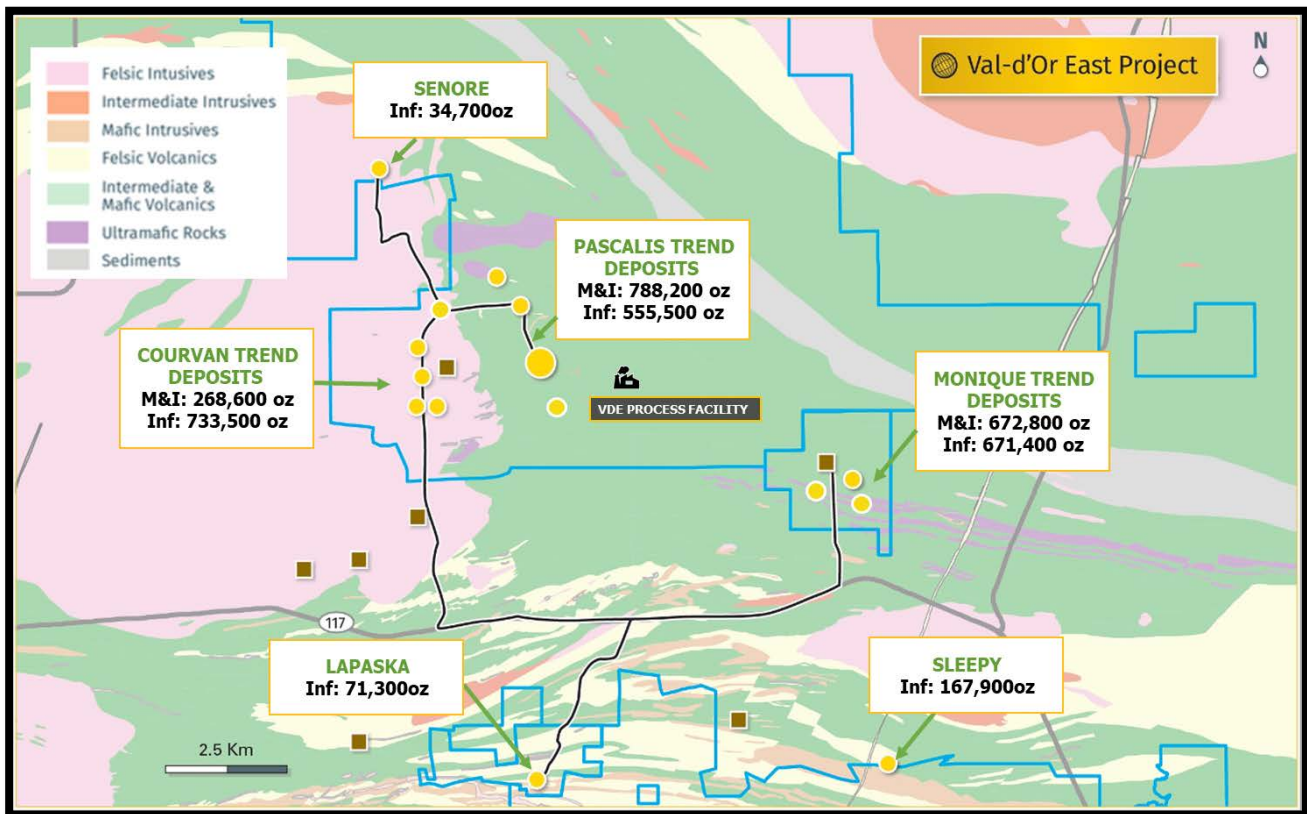 Felsic Intusives
Intermediate Intrusives
Mafic Intrusives
Felsic Volcanics
Intermediate &
Mafic Volcanics
Ultramafic Rocks
Sediments
SENORE
Inf: 34,700oz
Val-d'Or East Project
N
PASCALIS TREND
DEPOSITS
M&I: 788,200 oz
Inf: 555,500 oz
COURVAN TREND
DEPOSITS
M&I: 268,600 oz
Inf: 733,500 oz
VDE PROCESS FACILITY
MONIQUE TREND
DEPOSITS
M&I: 672,800 oz
Inf: 671,400 oz
117
LAPASKA
Inf: 71,300oz
SLEEPY
Inf: 167,900oz
2.5 Km